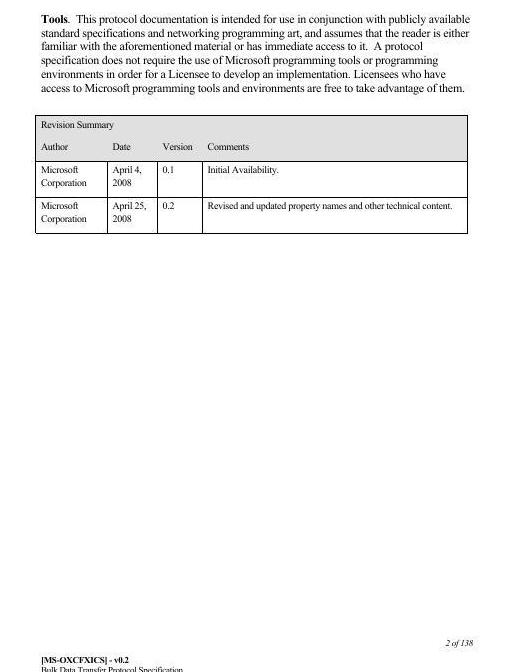 Tools. This protocol documentation is intended for use in conjunction with publicly available
standard specifications and networking programming art, and assumes that the reader is either
familiar with the aforementioned material or has immediate access to it. A protocol
specification does not require the use of Microsoft programming tools or programming
environments in order for a Licensee to develop an implementation. Licensees who have
access to Microsoft programming tools and environments are free to take advantage of them.
Revision Summary
Author Date Version Comments
Microsoft Corporation April 4, 2008 0.1 Initial Availability.
Microsoft Corporation April 25, 2008 0.2 Revised and updated property names and other technical content.
2 of 138
[MS-OXCFXICS] - v0.2
Bulk Data Transfer Protocol Specification